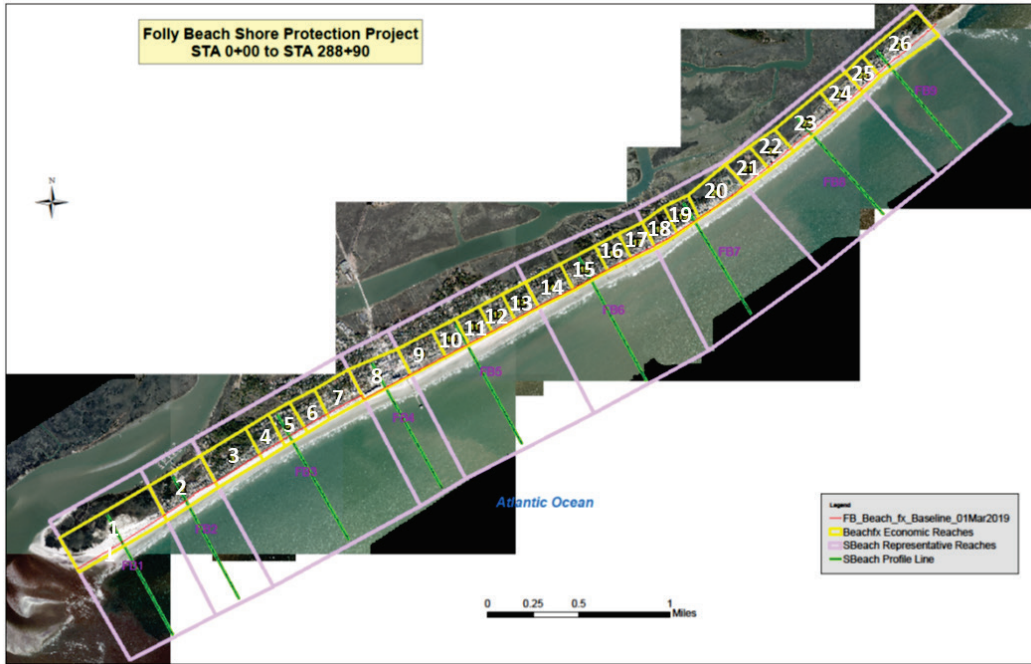 Folly Beach Shore Protection Project
STA 0+00 to STA 288+90
N
26
25
24
23
22
21
20
19
18
17
16
15
14
13
12
11
10
9
8
7
6
5
4
3
2
1
FB8
FB7
FB6
FB5
FB4
FB3
FB2
FB1
Atlantic Ocean
Legend
FB_Beach_fx_Baseline_01Mar2019
Beachfx Economic Reaches
SBeach Representative Reaches
SBeach Profile Line
0 0.25 0.5 1
Miles